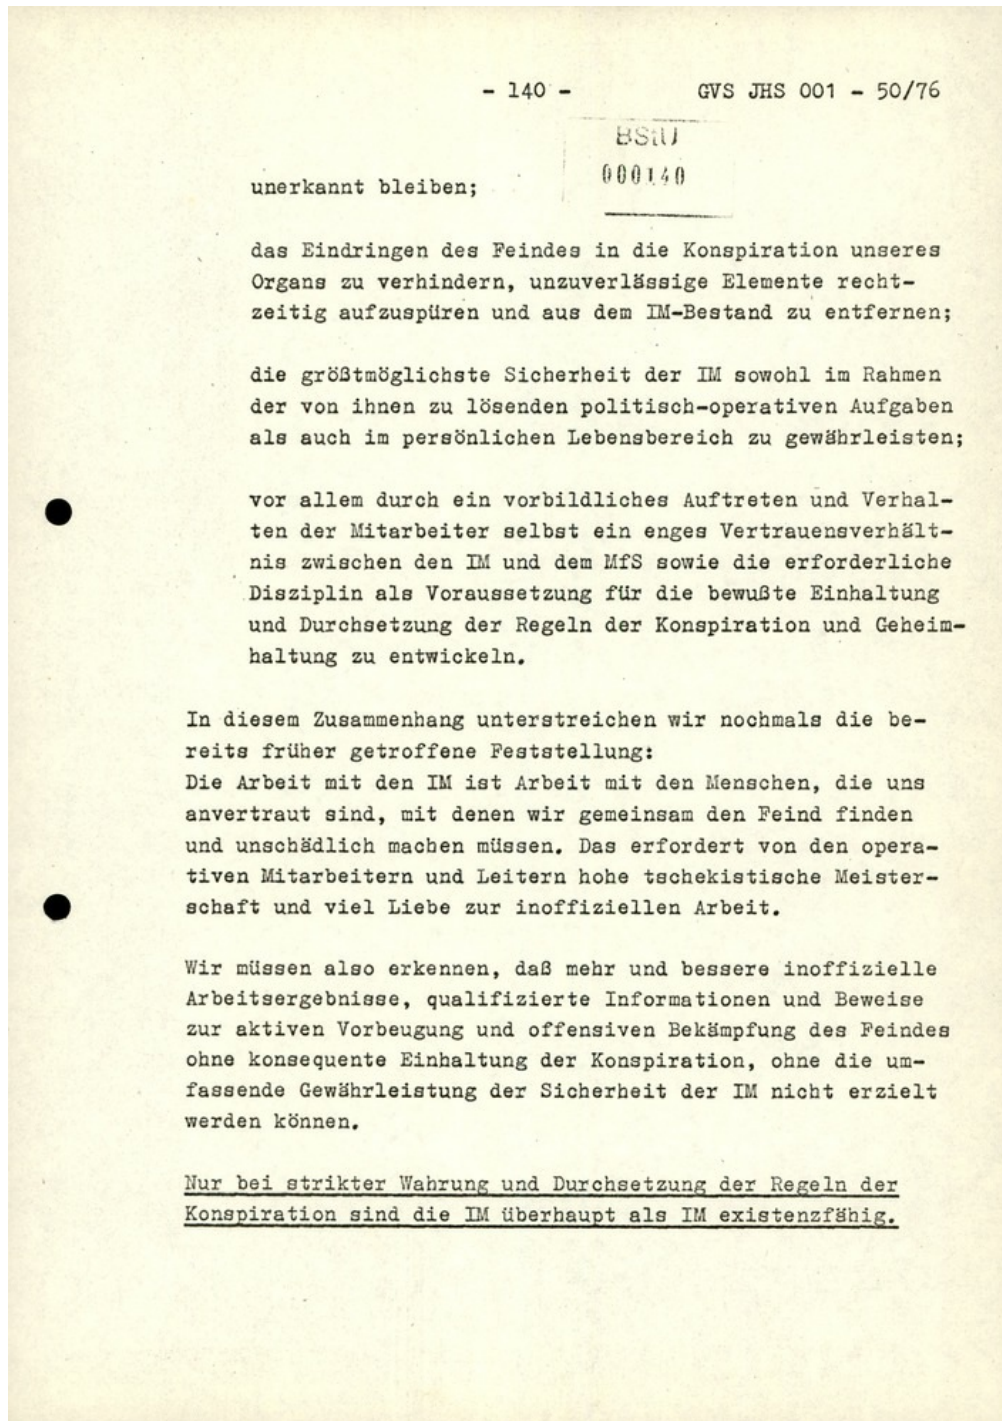 - 140 - GVS JHS 001 - 50/76
BStU
000140
unerkannt bleiben;
das Eindringen des Feindes in die Konspiration unseres
Organs zu verhindern, unzuverlässige Elemente recht-
zeitig aufzuspüren und aus dem IM-Bestand zu entfernen;
die größtmöglichste Sicherheit der IM sowohl im Rahmen
der von ihnen zu lösenden politisch-operativen Aufgaben
als auch im persönlichen Lebensbereich zu gewährleisten;
vor allem durch ein vorbildliches Auftreten und Verhal-
ten der Mitarbeiter selbst ein enges Vertrauensverhält-
nis zwischen den IM und dem MfS sowie die erforderliche
Disziplin als Voraussetzung für die bewußte Einhaltung
und Durchsetzung der Regeln der Konspiration und Geheim-
haltung zu entwickeln.
In diesem Zusammenhang unterstreichen wir nochmals die be-
reits früher getroffene Feststellung:
Die Arbeit mit den IM ist Arbeit mit den Menschen, die uns
anvertraut sind, mit denen wir gemeinsam den Feind finden
und unschädlich machen müssen. Das erfordert von den opera-
tiven Mitarbeitern und Leitern hohe tschekistische Meister-
schaft und viel Liebe zur inoffiziellen Arbeit.
Wir müssen also erkennen, daß mehr und bessere inoffizielle
Arbeitsergebnisse, qualifizierte Informationen und Beweise
zur aktiven Vorbeugung und offensiven Bekämpfung des Feindes
ohne konsequente Einhaltung der Konspiration, ohne die um-
fassende Gewährleistung der Sicherheit der IM nicht erzielt
werden können.
Nur bei strikter Wahrung und Durchsetzung der Regeln der
Konspiration sind die IM überhaupt als IM existenzfähig.